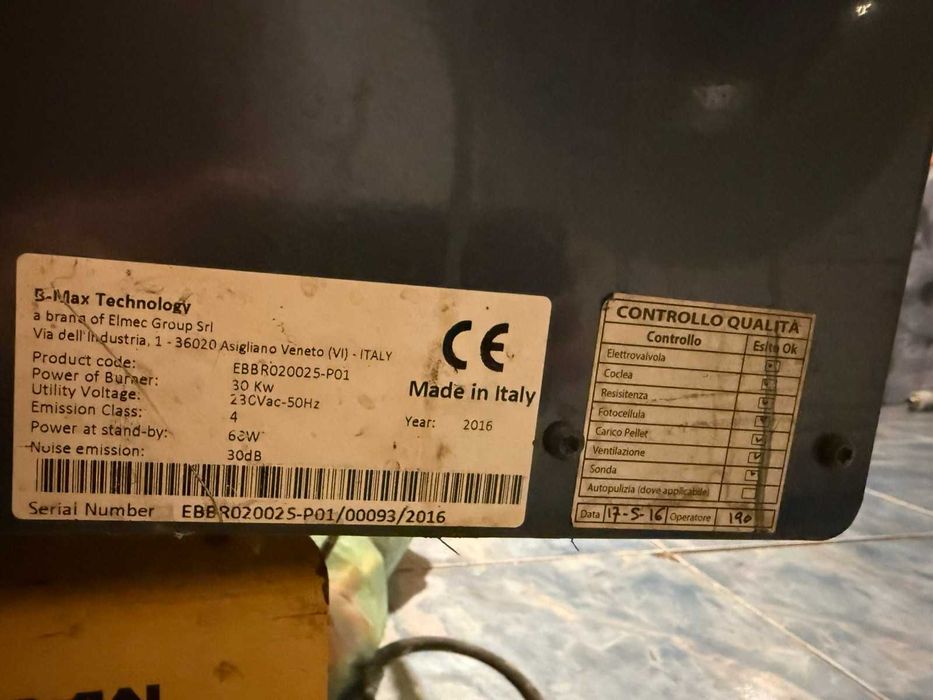 B-Max Technology
a brand of Elmec Group Srl
Via dell'Industria, 1 - 36020 Asigliano Veneto (VI) - ITALY
Product code: EBBR020025-P01
Power of Burner: 30 Kw
Utility Voltage: 230Vac-50Hz
Emission Class: 4
Power at stand-by: 60W
Nuise emission: 30dB
CE
Made in Italy
Year: 2016
Serial Number EBBR020025-P01/00093/2016
CONTROLLO QUALITÀ
Controllo Esito Ok
Elettrovalvola
Coclea
Resisitenza
Fotocellula
Carico Pellet
Ventilazione
Sonda
Autopulizia (dove applicabile)
Data 17-5-16 Operatore 190